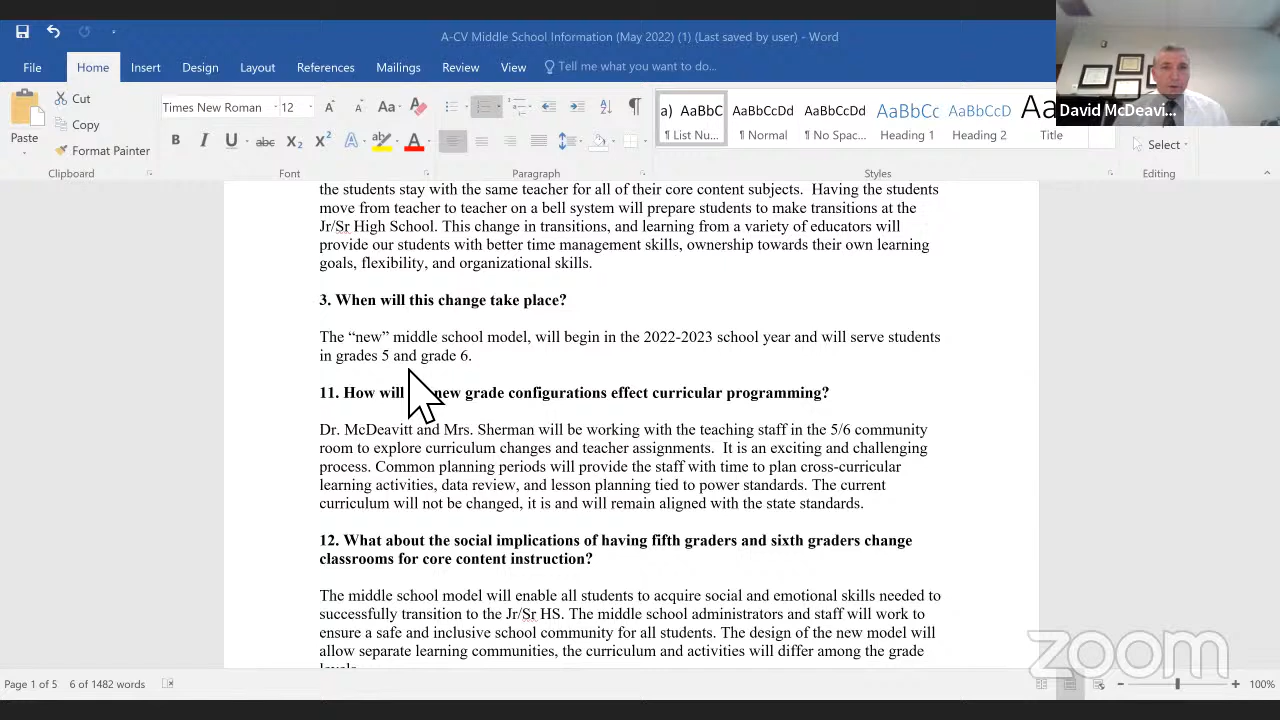 A-CV Middle School Information (May 2022) (1) (Last saved by user) - Word
File Home Insert Design Layout References Mailings Review View Tell me what you want to do...
David McDeavi...
Paste
Cut
Copy
Format Painter
Times New Roman 12
AaBbC AaBbCcDd AaBbCcDd AaBbCc AaBbCcD
¶ List Nu... ¶ Normal ¶ No Spac... Heading 1 Heading 2 Title
Select
Clipboard Font Paragraph Styles Editing
the students stay with the same teacher for all of their core content subjects. Having the students
move from teacher to teacher on a bell system will prepare students to make transitions at the
Jr/Sr High School. This change in transitions, and learning from a variety of educators will
provide our students with better time management skills, ownership towards their own learning
goals, flexibility, and organizational skills.
3. When will this change take place?
The “new” middle school model, will begin in the 2022-2023 school year and will serve students
in grades 5 and grade 6.
11. How will new grade configurations effect curricular programming?
Dr. McDeavitt and Mrs. Sherman will be working with the teaching staff in the 5/6 community
room to explore curriculum changes and teacher assignments. It is an exciting and challenging
process. Common planning periods will provide the staff with time to plan cross-curricular
learning activities, data review, and lesson planning tied to power standards. The current
curriculum will not be changed, it is and will remain aligned with the state standards.
12. What about the social implications of having fifth graders and sixth graders change
classrooms for core content instruction?
The middle school model will enable all students to acquire social and emotional skills needed to
successfully transition to the Jr/Sr HS. The middle school administrators and staff will work to
ensure a safe and inclusive school community for all students. The design of the new model will
allow separate learning communities, the curriculum and activities will differ among the grade
levels.
zoom
Page 1 of 5 6 of 1482 words 100%